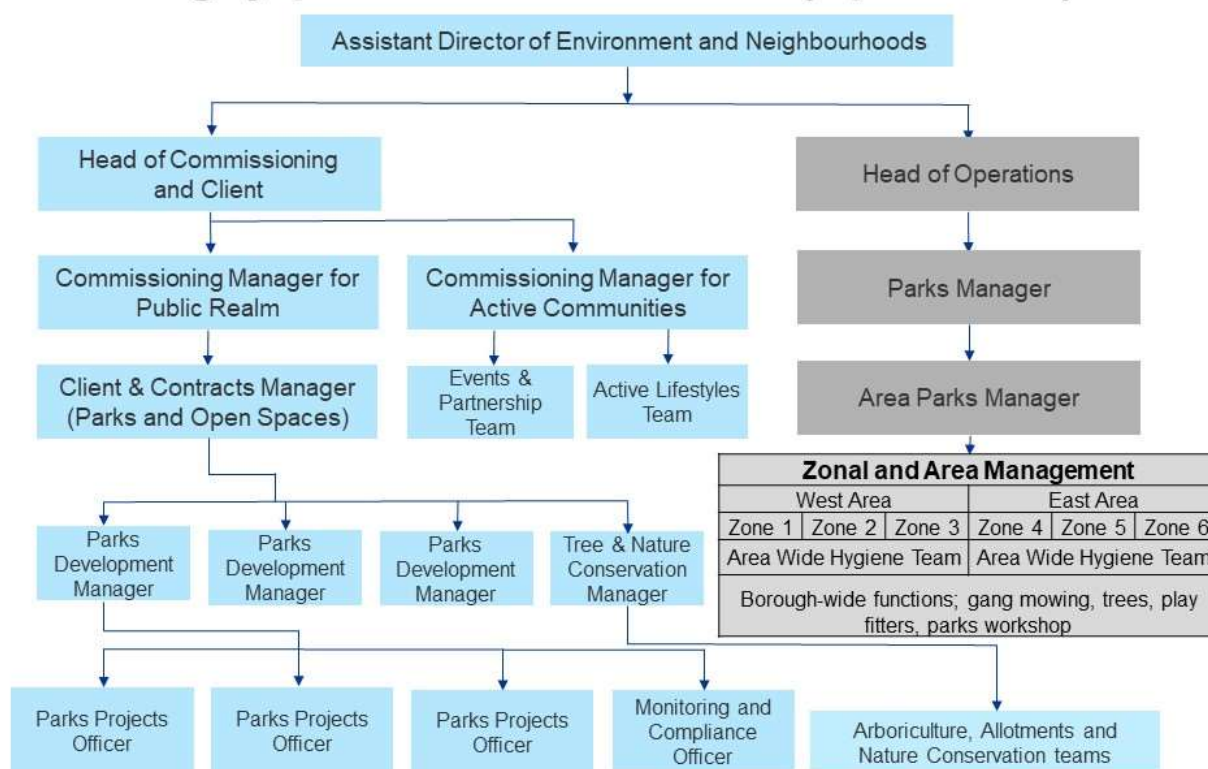 Assistant Director of Environment and Neighbourhoods
Head of Commissioning
and Client
Head of Operations
Commissioning Manager for
Public Realm
Commissioning Manager for
Active Communities
Parks Manager
Client & Contracts Manager
(Parks and Open Spaces)
Events &
Partnership
Team
Active Lifestyles
Team
Area Parks Manager
Zonal and Area Management
West Area East Area
Zone 1 Zone 2 Zone 3 Zone 4 Zone 5 Zone 6
Area Wide Hygiene Team Area Wide Hygiene Team
Borough-wide functions; gang mowing, trees, play
fitters, parks workshop
Parks
Development
Manager
Parks
Development
Manager
Parks
Development
Manager
Tree & Nature
Conservation
Manager
Parks Projects
Officer
Parks Projects
Officer
Parks Projects
Officer
Monitoring and
Compliance
Officer
Arboriculture, Allotments and
Nature Conservation teams